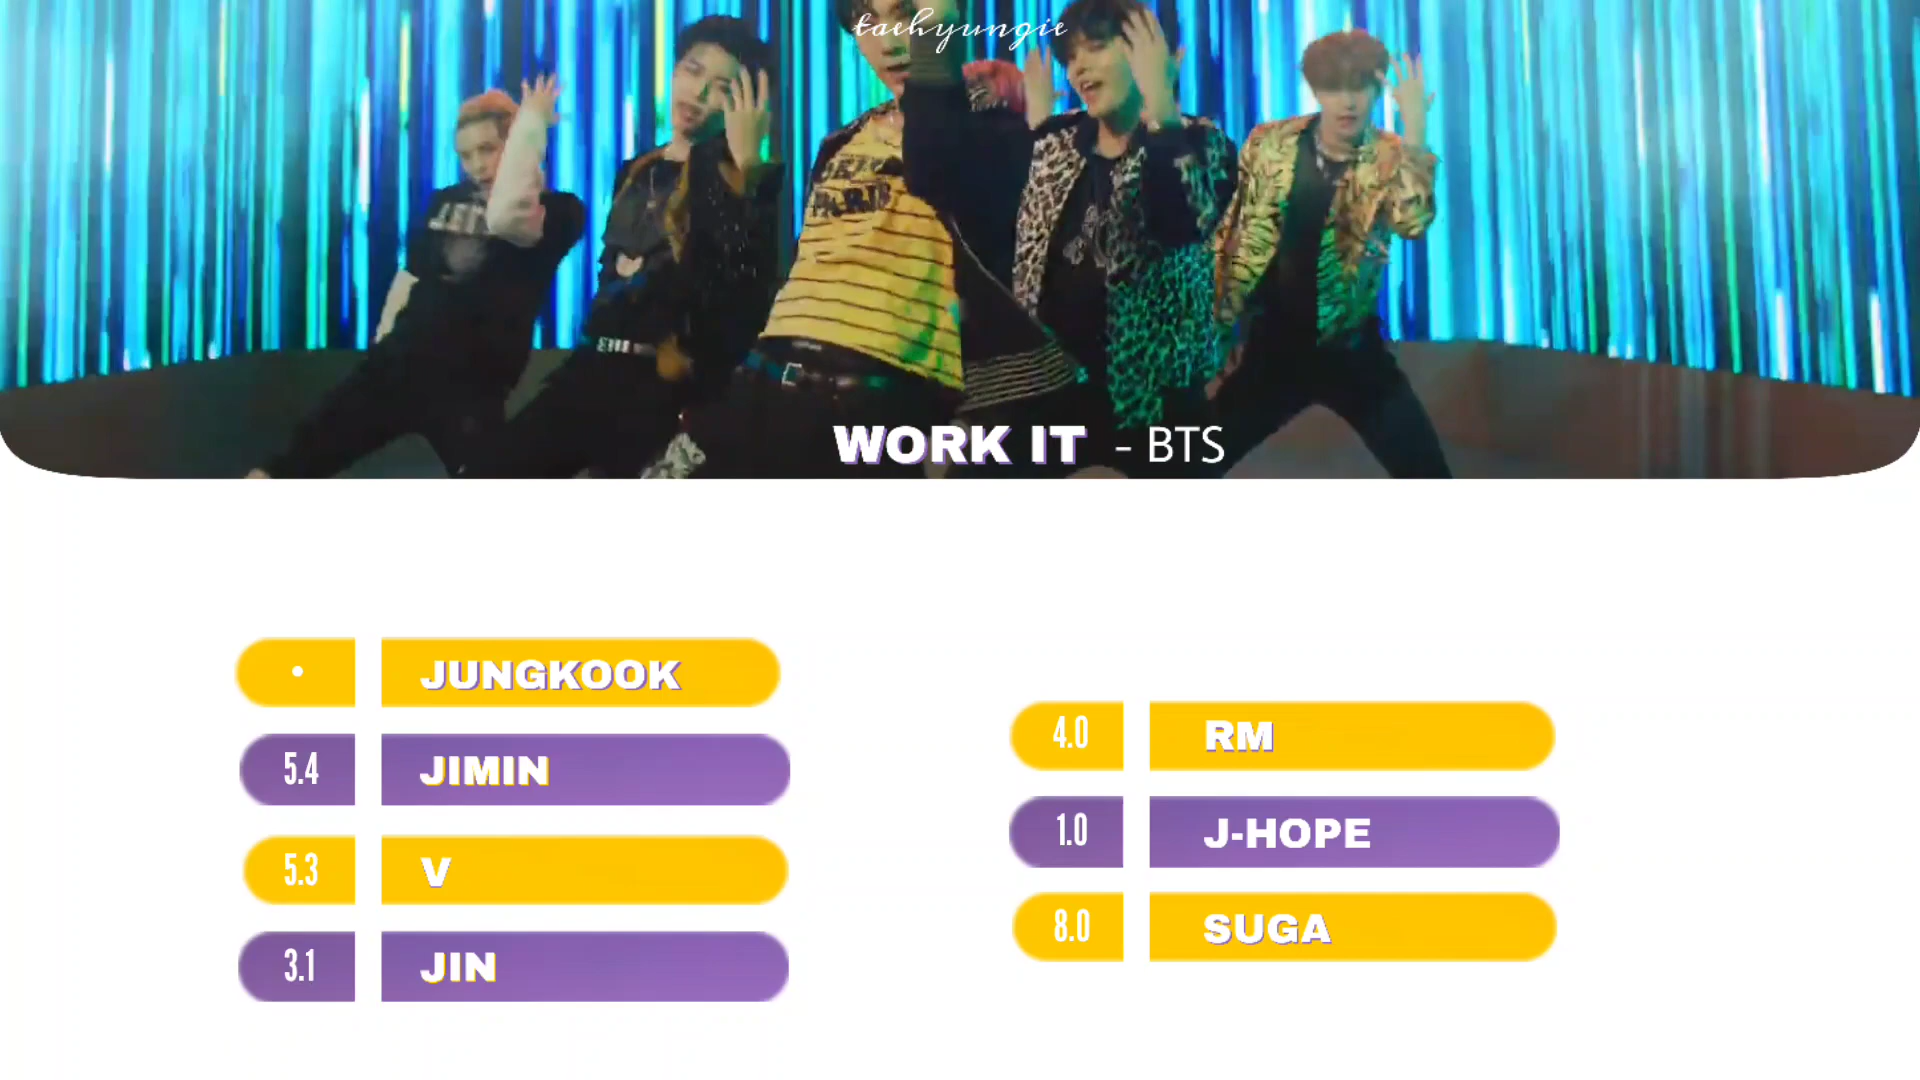 taehyungie
WORK IT - BTS
• JUNGKOOK
5.4 JIMIN
5.3 V
3.1 JIN
4.0 RM
1.0 J-HOPE
8.0 SUGA